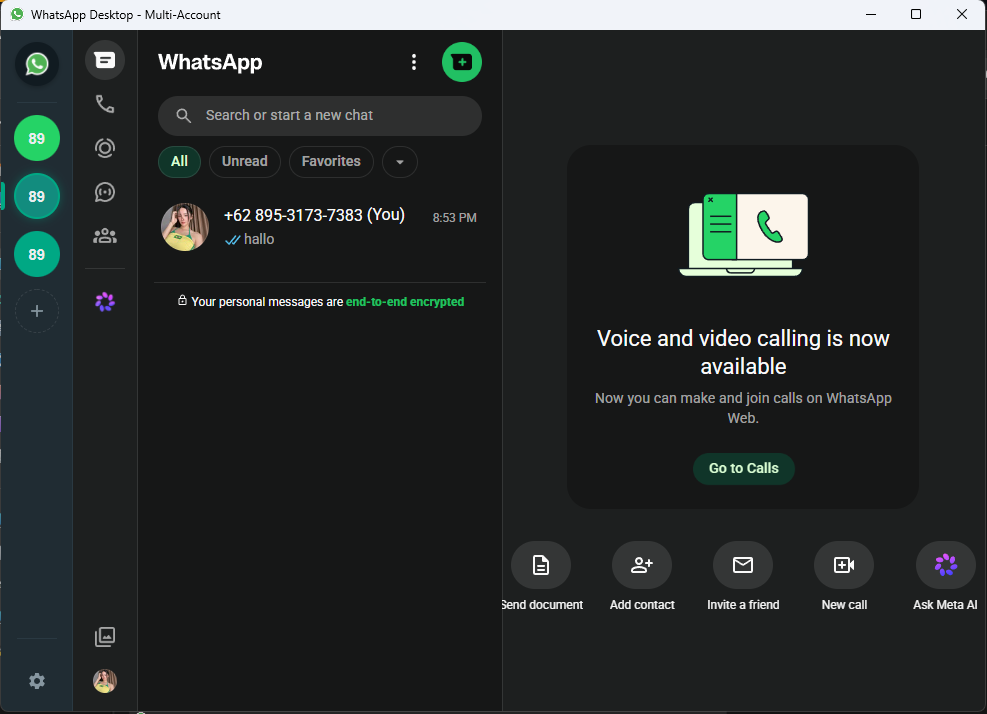 WhatsApp Desktop - Multi-Account
89
89
89
WhatsApp
Search or start a new chat
All
Unread
Favorites
+62 895-3173-7383 (You)
8:53 PM
hallo
Your personal messages are end-to-end encrypted
Voice and video calling is now
available
Now you can make and join calls on WhatsApp
Web.
Go to Calls
Send document
Add contact
Invite a friend
New call
Ask Meta AI